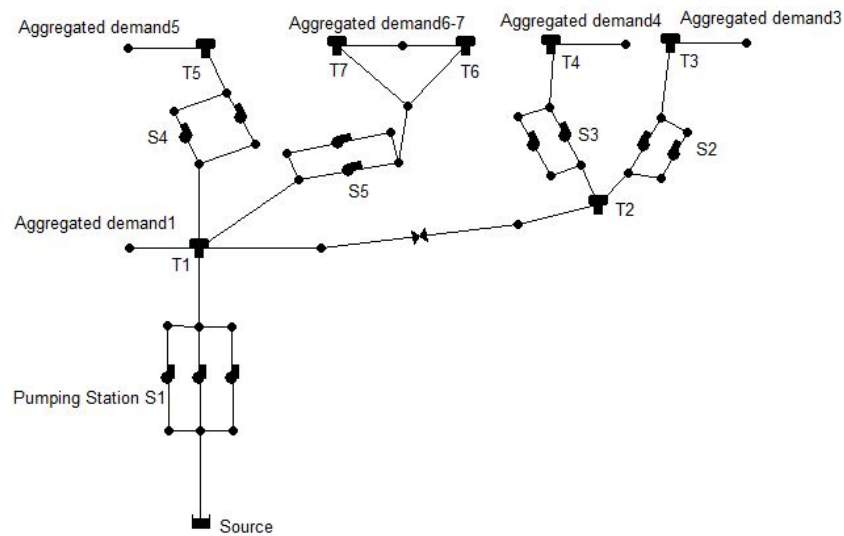 Aggregated demand5
Aggregated demand6-7
Aggregated demand4
Aggregated demand3
T5
T7
T6
T4
T3
S4
S5
S3
S2
T2
Aggregated demand1
T1
Pumping Station S1
Source